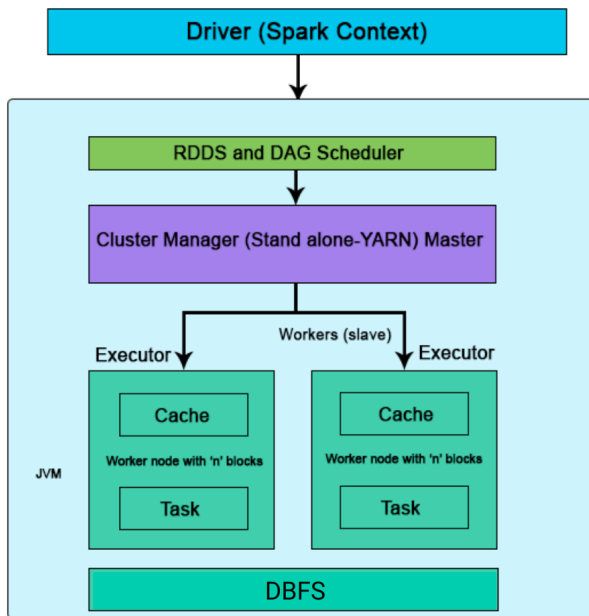 Driver (Spark Context)
RDDS and DAG Scheduler
Cluster Manager (Stand alone-YARN) Master
Workers (slave)
Executor
Executor
Cache
Cache
Worker node with 'n' blocks
Worker node with 'n' blocks
JVM
Task
Task
DBFS